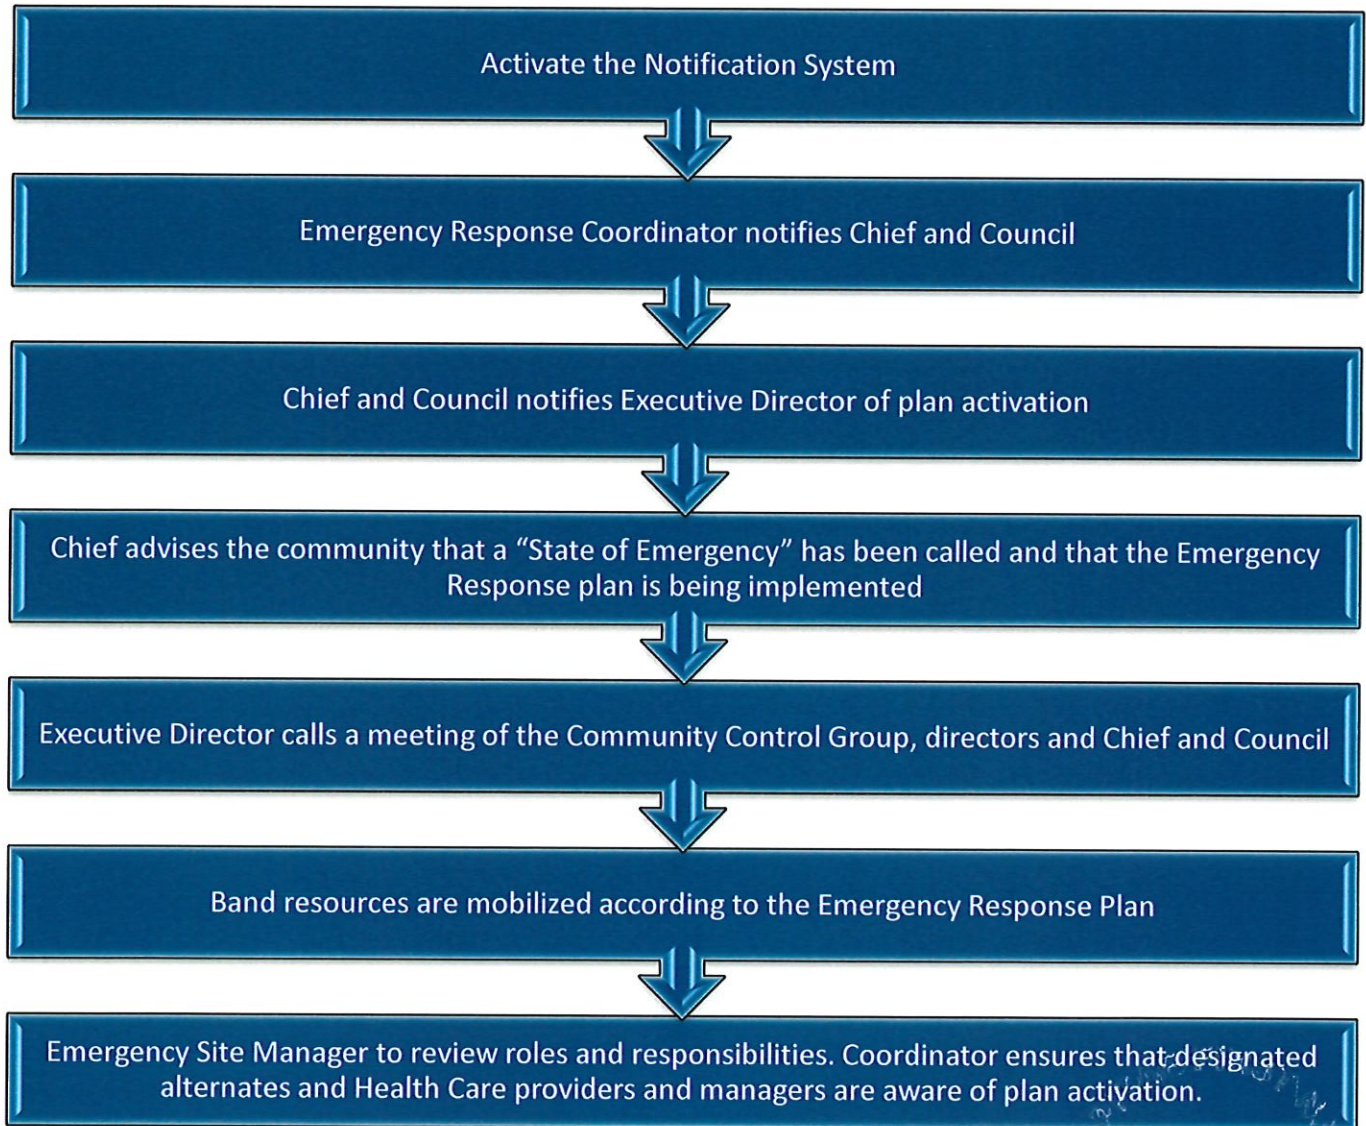 Activate the Notification System
Emergency Response Coordinator notifies Chief and Council
Chief and Council notifies Executive Director of plan activation
Chief advises the community that a “State of Emergency” has been called and that the Emergency
Response plan is being implemented
Executive Director calls a meeting of the Community Control Group, directors and Chief and Council
Band resources are mobilized according to the Emergency Response Plan
Emergency Site Manager to review roles and responsibilities. Coordinator ensures that designated
alternates and Health Care providers and managers are aware of plan activation.